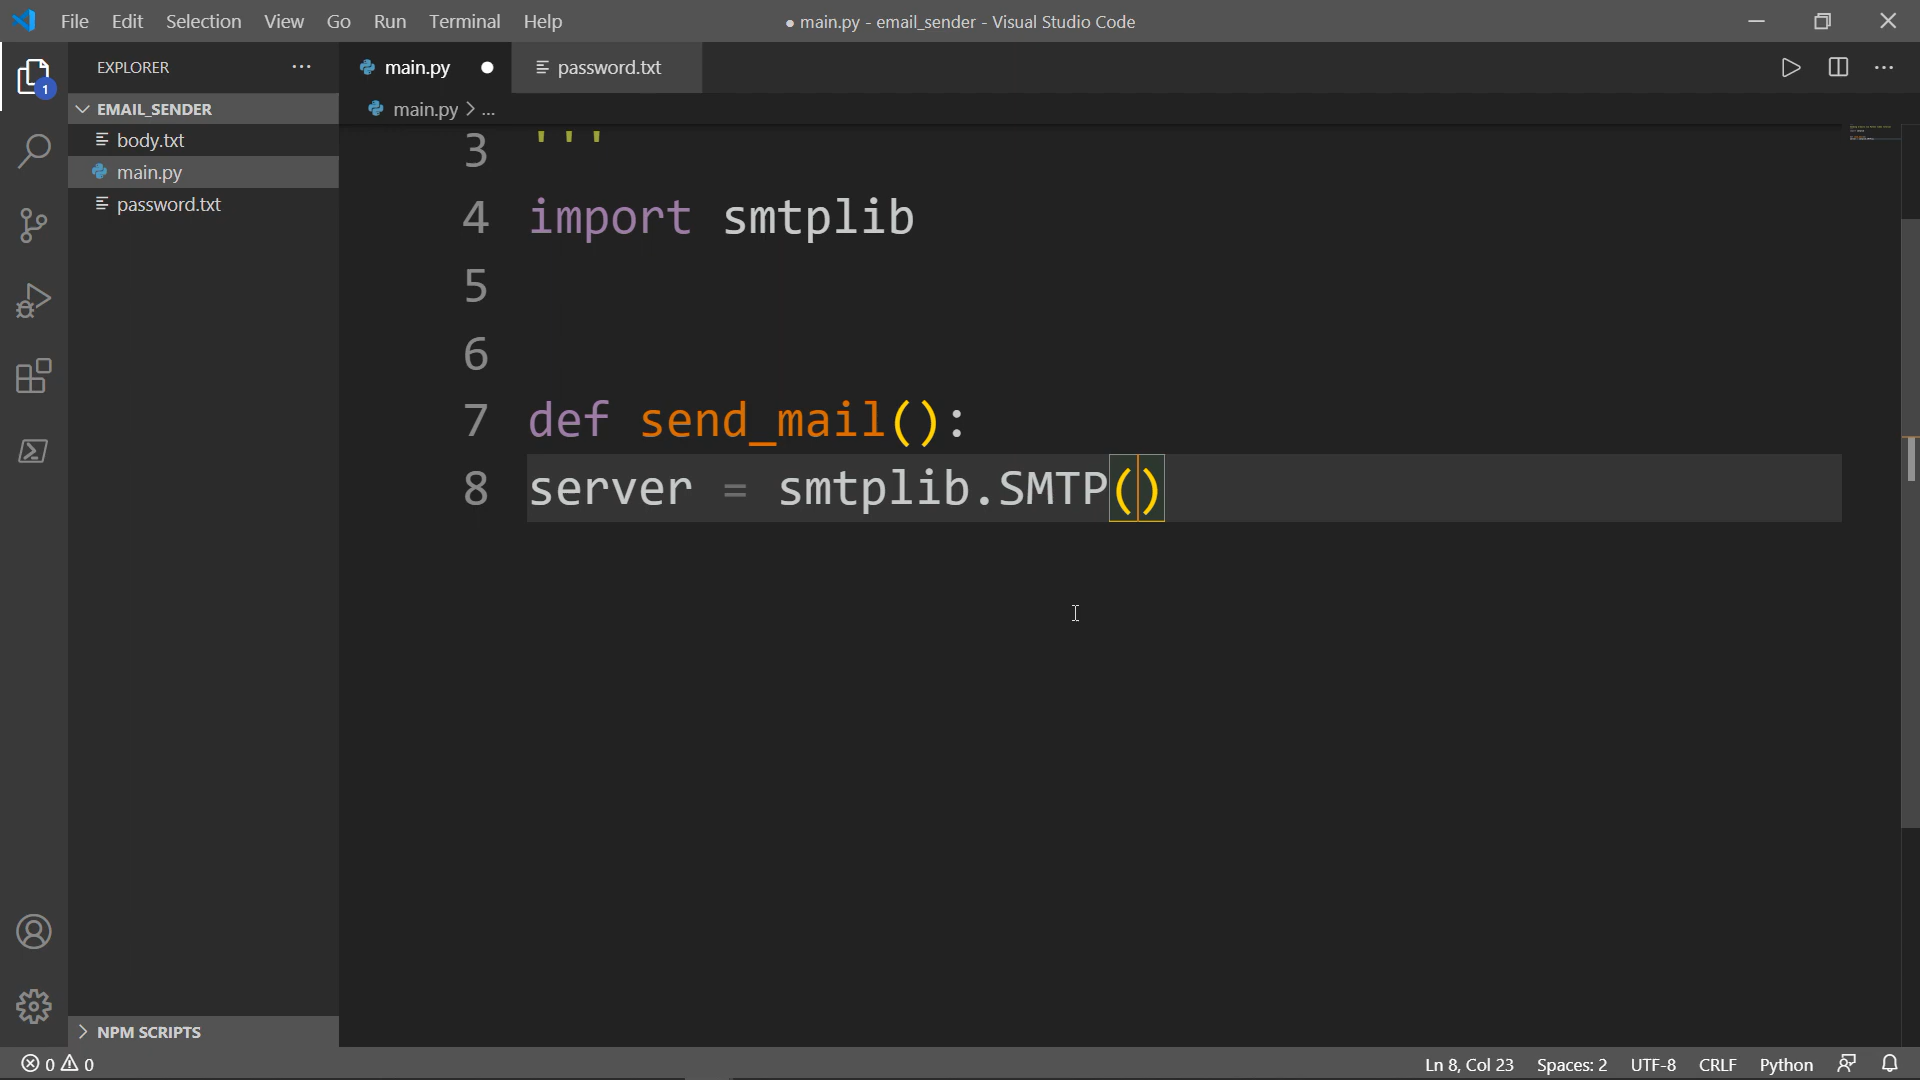 File Edit Selection View Go Run Terminal Help
● main.py - email_sender - Visual Studio Code
EXPLORER ···
main.py ●
password.txt
1
EMAIL_SENDER
body.txt
main.py
password.txt
main.py > ...
3 '''
4 import smtplib
5
6
7 def send_mail():
8 server = smtplib.SMTP()
NPM SCRIPTS
0 0
Ln 8, Col 23 Spaces: 2 UTF-8 CRLF Python